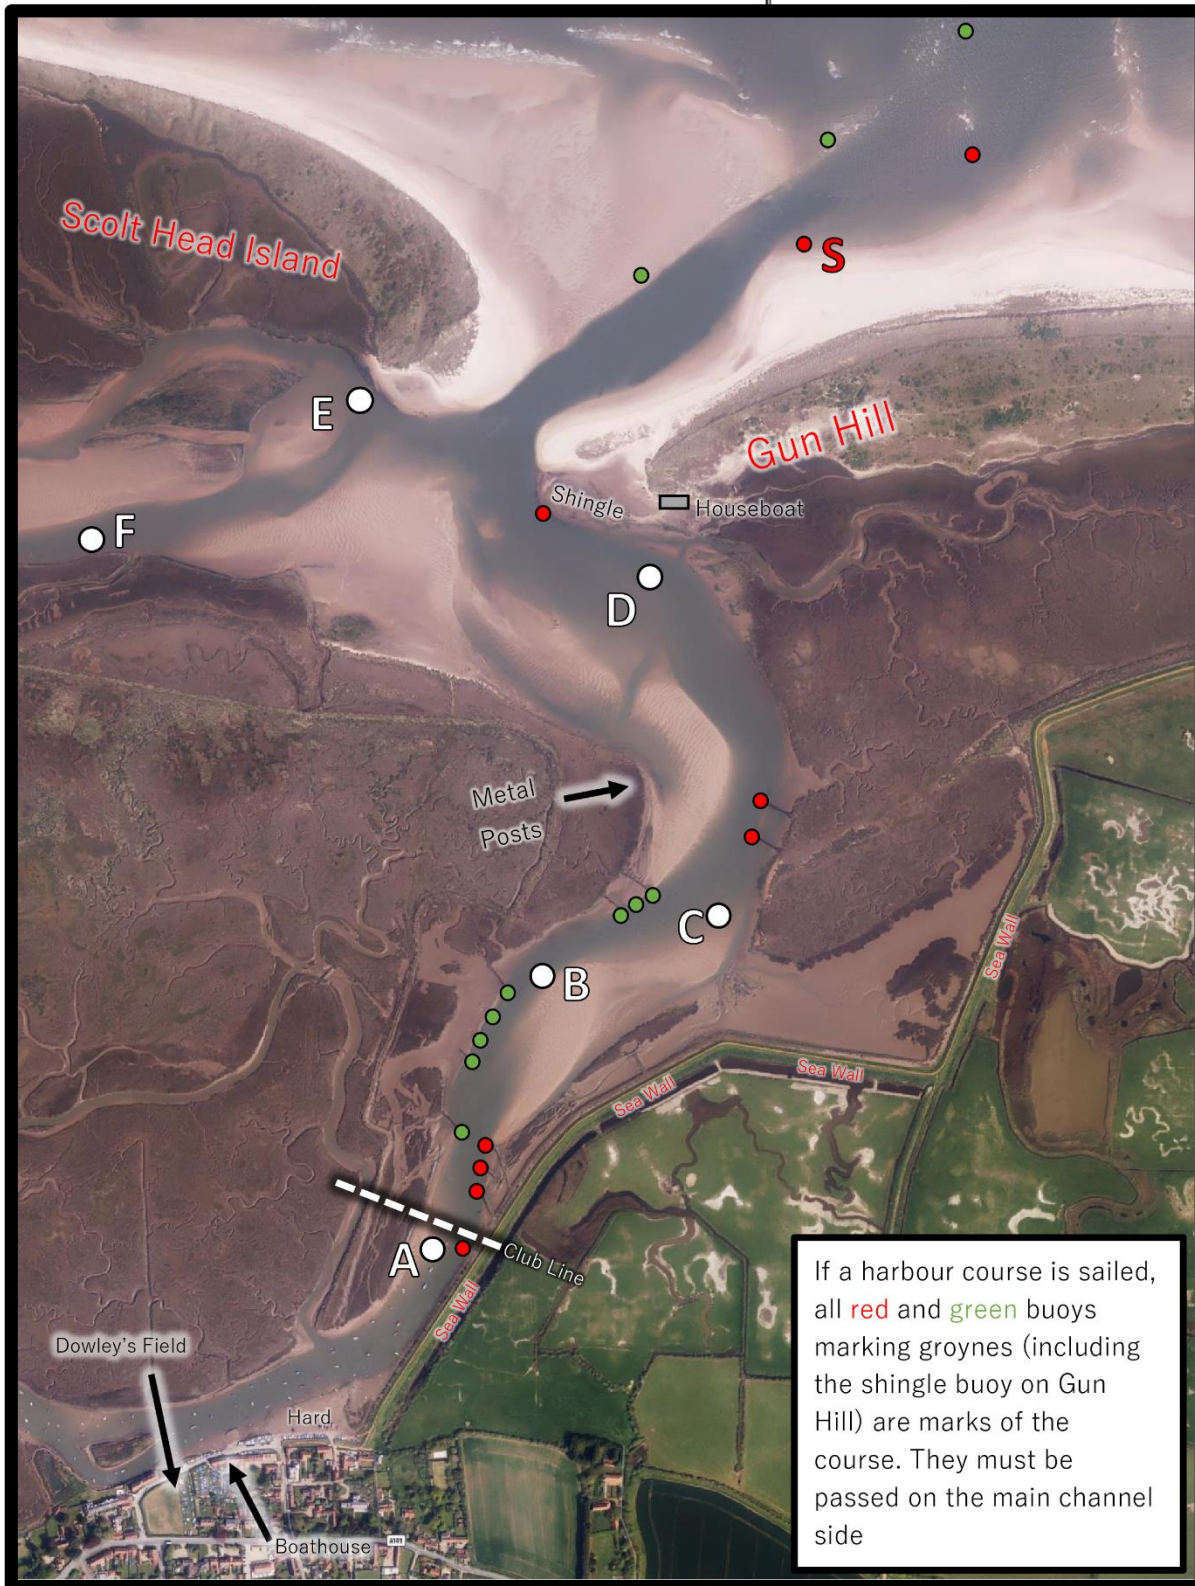 Scolt Head Island
S
E
Gun Hill
Shingle
Houseboat
F
D
Metal
Posts
C
B
Sea Wall
Sea Wall
Sea Wall
A
Club Line
Sea Wall
Dowley's Field
Hard
Boathouse
A149
If a harbour course is sailed,
all red and green buoys
marking groynes (including
the shingle buoy on Gun
Hill) are marks of the
course. They must be
passed on the main channel
side